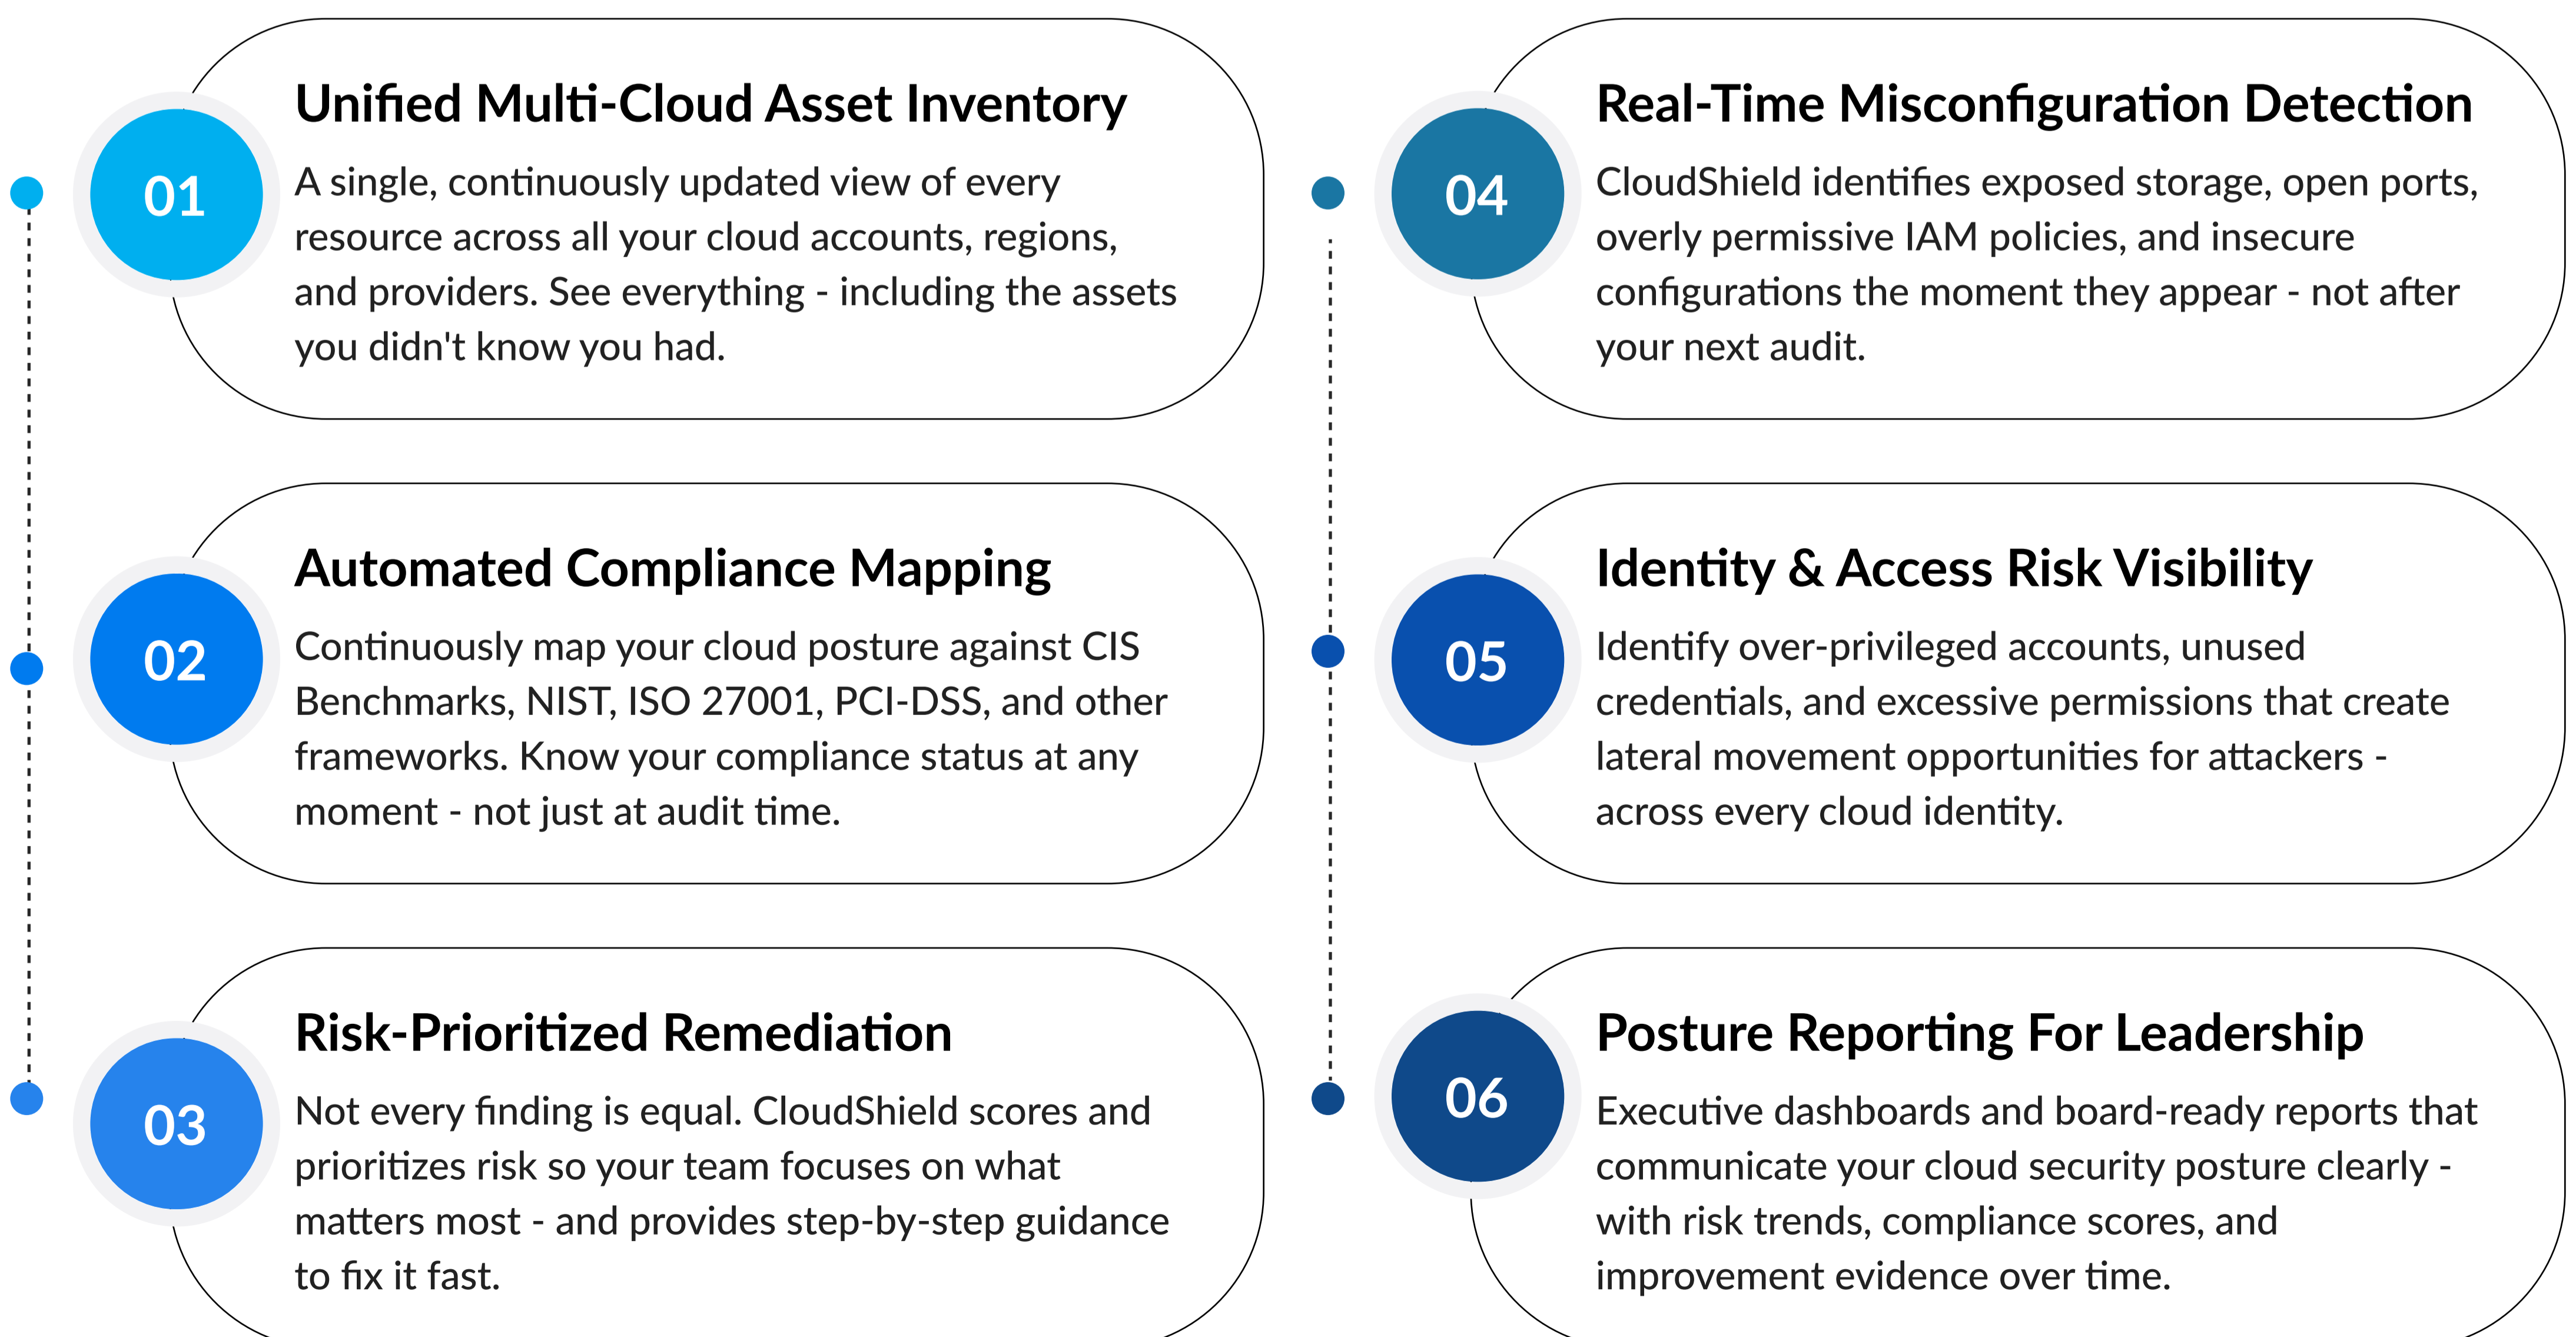 01
Unified Multi-Cloud Asset Inventory
A single, continuously updated view of every
resource across all your cloud accounts, regions,
and providers. See everything - including the assets
you didn't know you had.
02
Automated Compliance Mapping
Continuously map your cloud posture against CIS
Benchmarks, NIST, ISO 27001, PCI-DSS, and other
frameworks. Know your compliance status at any
moment - not just at audit time.
03
Risk-Prioritized Remediation
Not every finding is equal. CloudShield scores and
prioritizes risk so your team focuses on what
matters most - and provides step-by-step guidance
to fix it fast.
04
Real-Time Misconfiguration Detection
CloudShield identifies exposed storage, open ports,
overly permissive IAM policies, and insecure
configurations the moment they appear - not after
your next audit.
05
Identity & Access Risk Visibility
Identify over-privileged accounts, unused
credentials, and excessive permissions that create
lateral movement opportunities for attackers -
across every cloud identity.
06
Posture Reporting For Leadership
Executive dashboards and board-ready reports that
communicate your cloud security posture clearly -
with risk trends, compliance scores, and
improvement evidence over time.